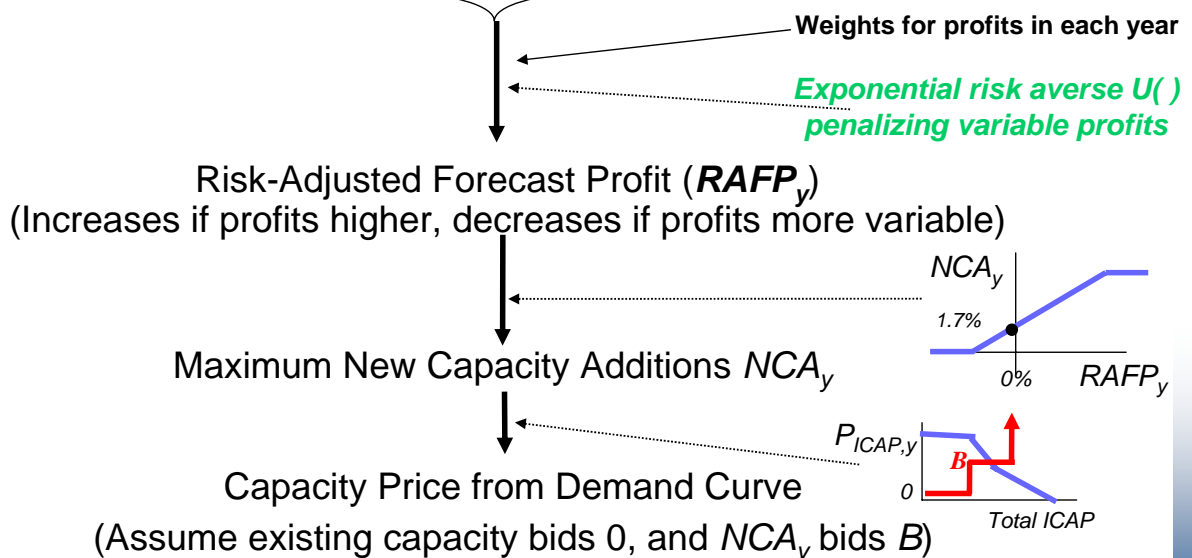 Weights for profits in each year
Exponential risk averse U( )
penalizing variable profits
Risk-Adjusted Forecast Profit (RAFPy)
(Increases if profits higher, decreases if profits more variable)
NCAy
1.7%
0%
RAFPy
Maximum New Capacity Additions NCAy
PICAP,y
B
0
Total ICAP
Capacity Price from Demand Curve
(Assume existing capacity bids 0, and NCAy bids B)